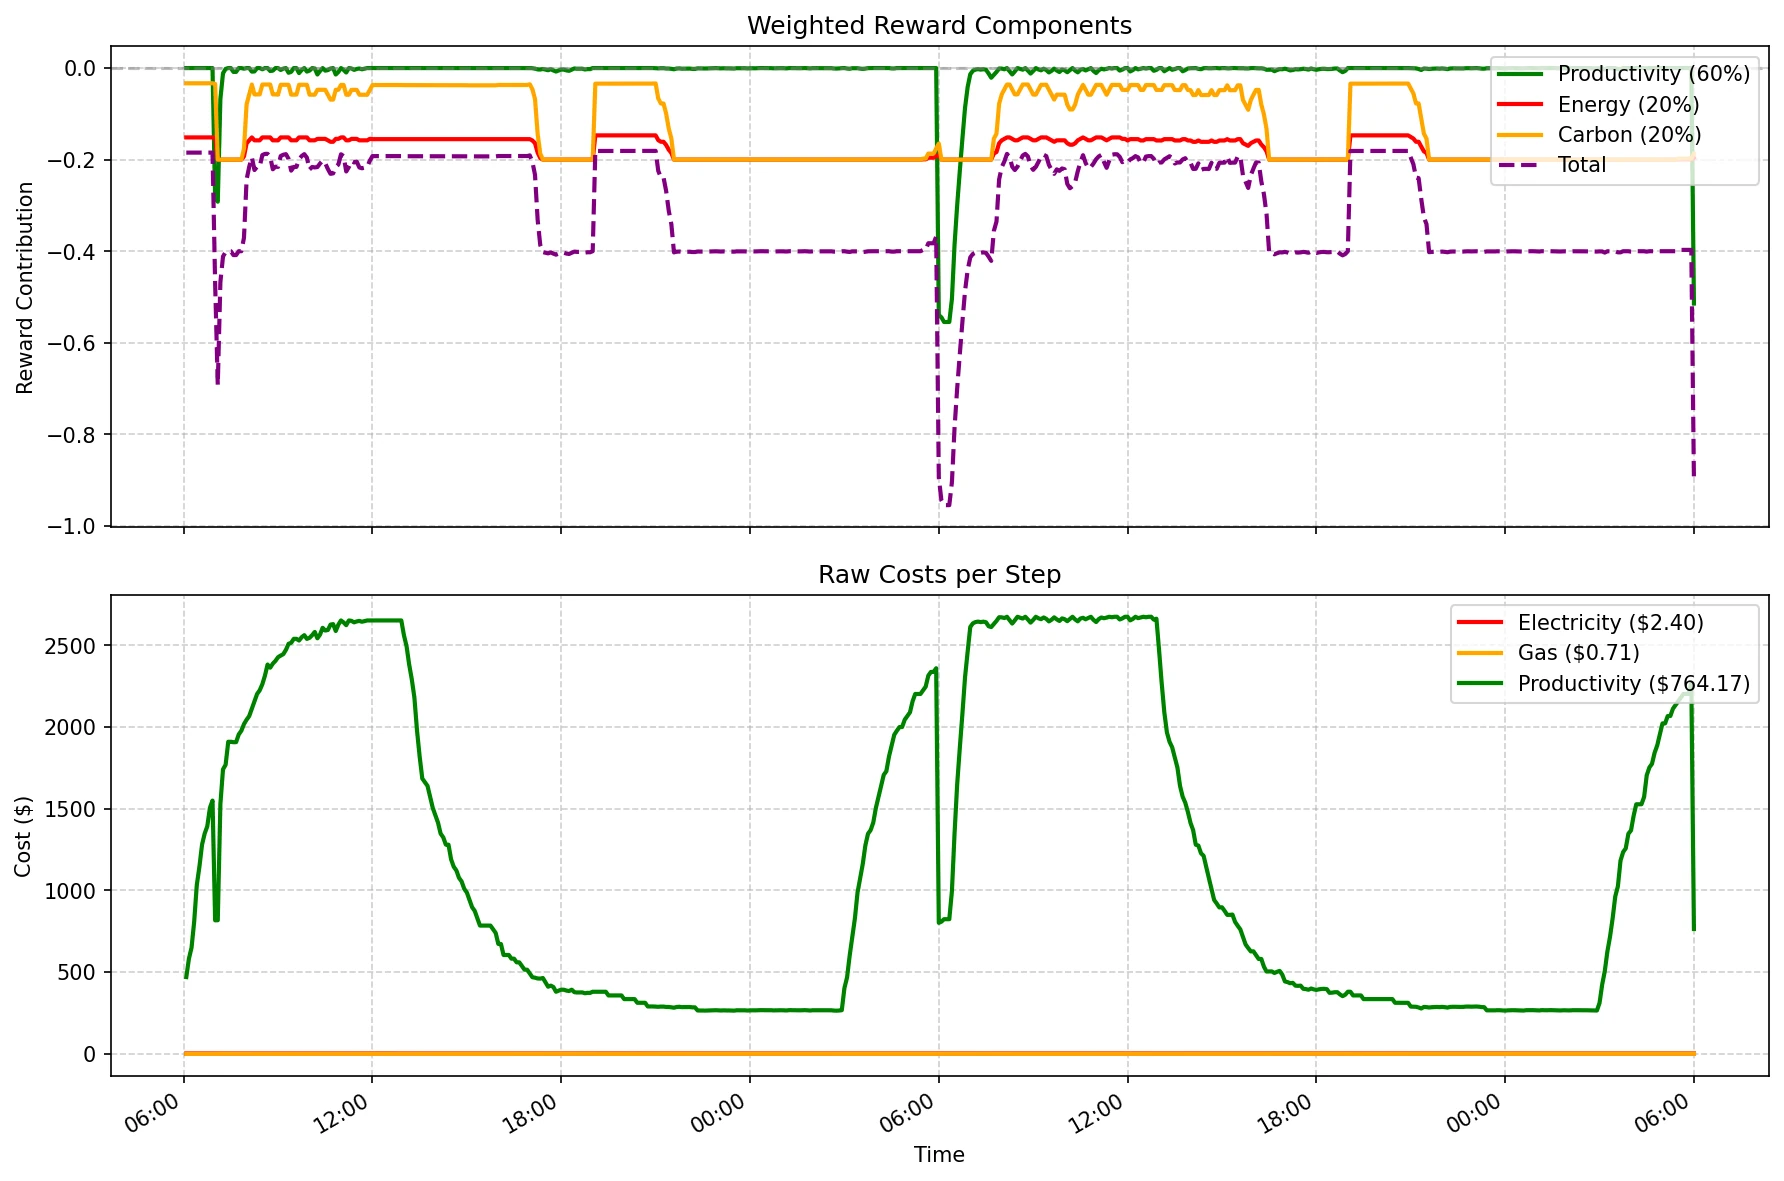 Weighted Reward Components
Reward Contribution
0.0
−0.2
−0.4
−0.6
−0.8
−1.0
Productivity (60%)
Energy (20%)
Carbon (20%)
Total
Raw Costs per Step
Cost ($)
2500
2000
1500
1000
500
0
Electricity ($2.40)
Gas ($0.71)
Productivity ($764.17)
06:00
12:00
18:00
00:00
06:00
12:00
18:00
00:00
06:00
Time